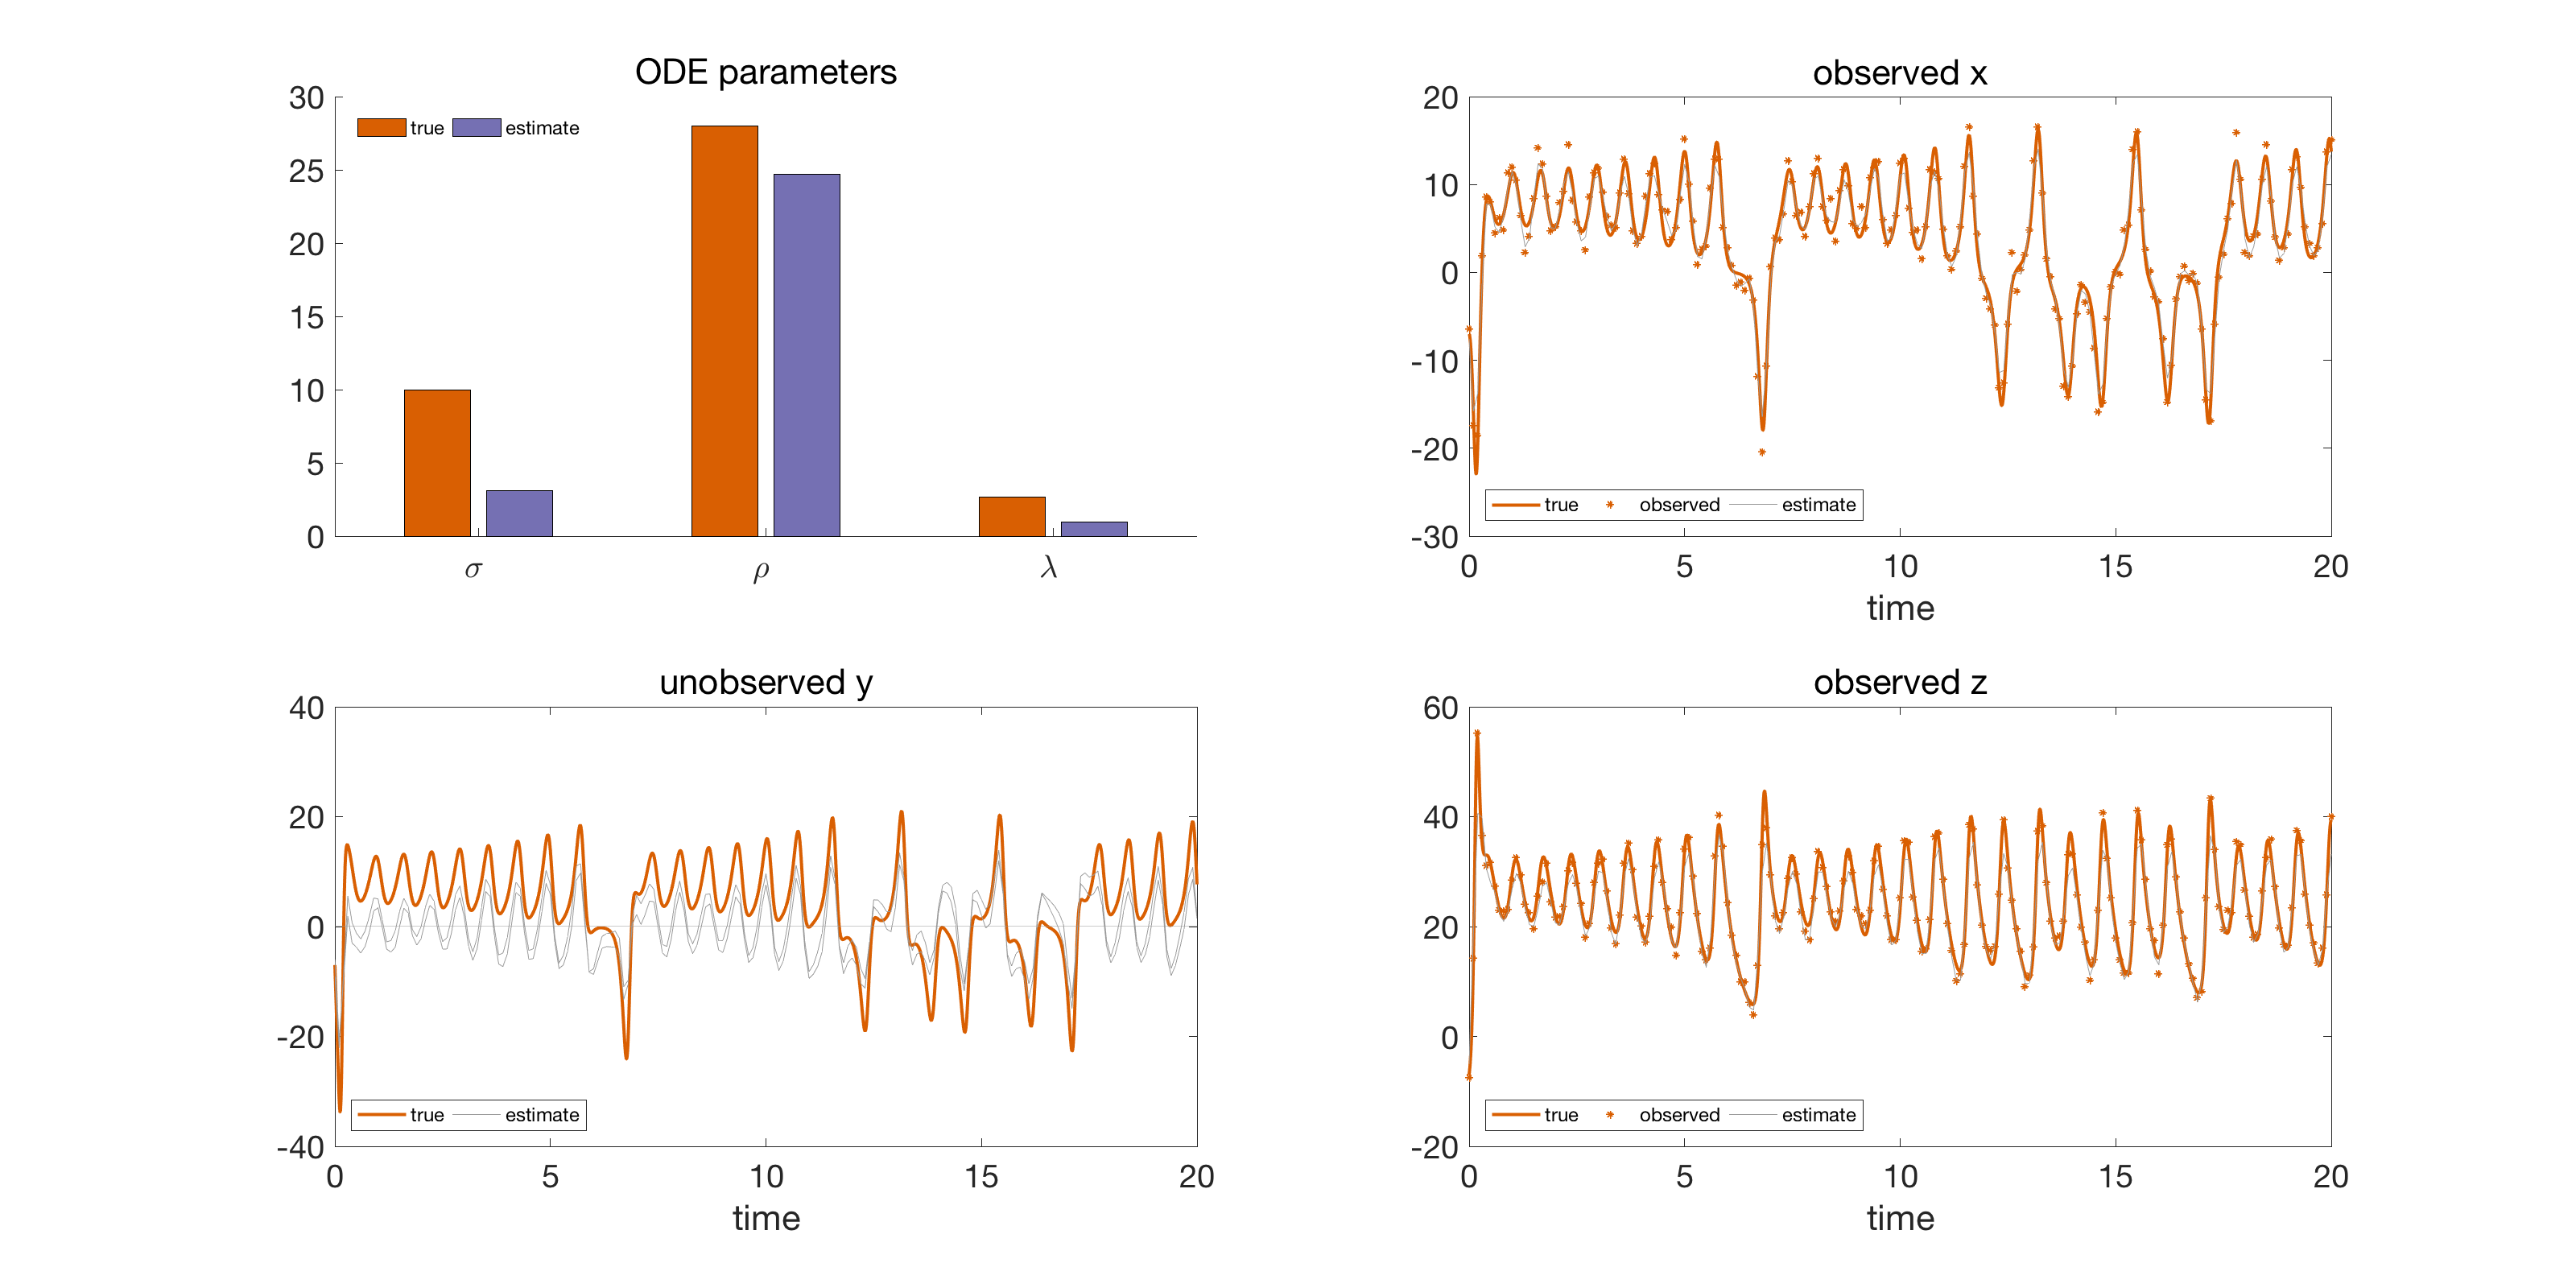 ODE parameters
30
25
20
15
10
5
0
true estimate
σ ρ λ
observed x
20
10
0
-10
-20
-30
true observed estimate
0 5 10 15 20
time
unobserved y
40
20
0
-20
-40
true estimate
0 5 10 15 20
time
observed z
60
40
20
0
-20
true observed estimate
0 5 10 15 20
time